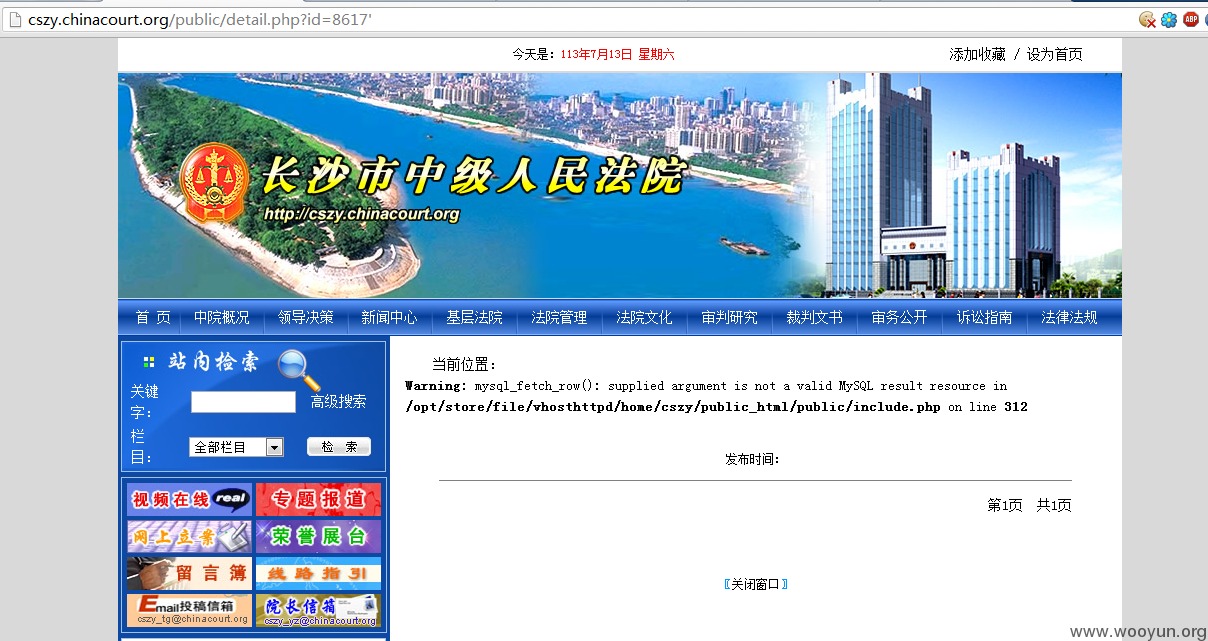 cszy.chinacourt.org/public/detail.php?id=8617'
ABP
今天是：113年7月13日 星期六
添加收藏 / 设为首页
长沙市中级人民法院
http://cszy.chinacourt.org
首 页 中院概况 领导决策 新闻中心 基层法院 法院管理 法院文化 审判研究 裁判文书 审务公开 诉讼指南 法律法规
站内检索
关键字：
高级搜索
栏目：
全部栏目
检 索
视频在线 real
专题报道
网上立案
荣誉展台
留言簿
线路指引
Email投稿信箱
cszy_tg@chinacourt.org
院长信箱
cszy_yz@chinacourt.org
当前位置：
Warning: mysql_fetch_row(): supplied argument is not a valid MySQL result resource in
/opt/store/file/vhosthttpd/home/cszy/public_html/public/include.php on line 312
发布时间：
第1页 共1页
〖关闭窗口〗
www.wooyun.org